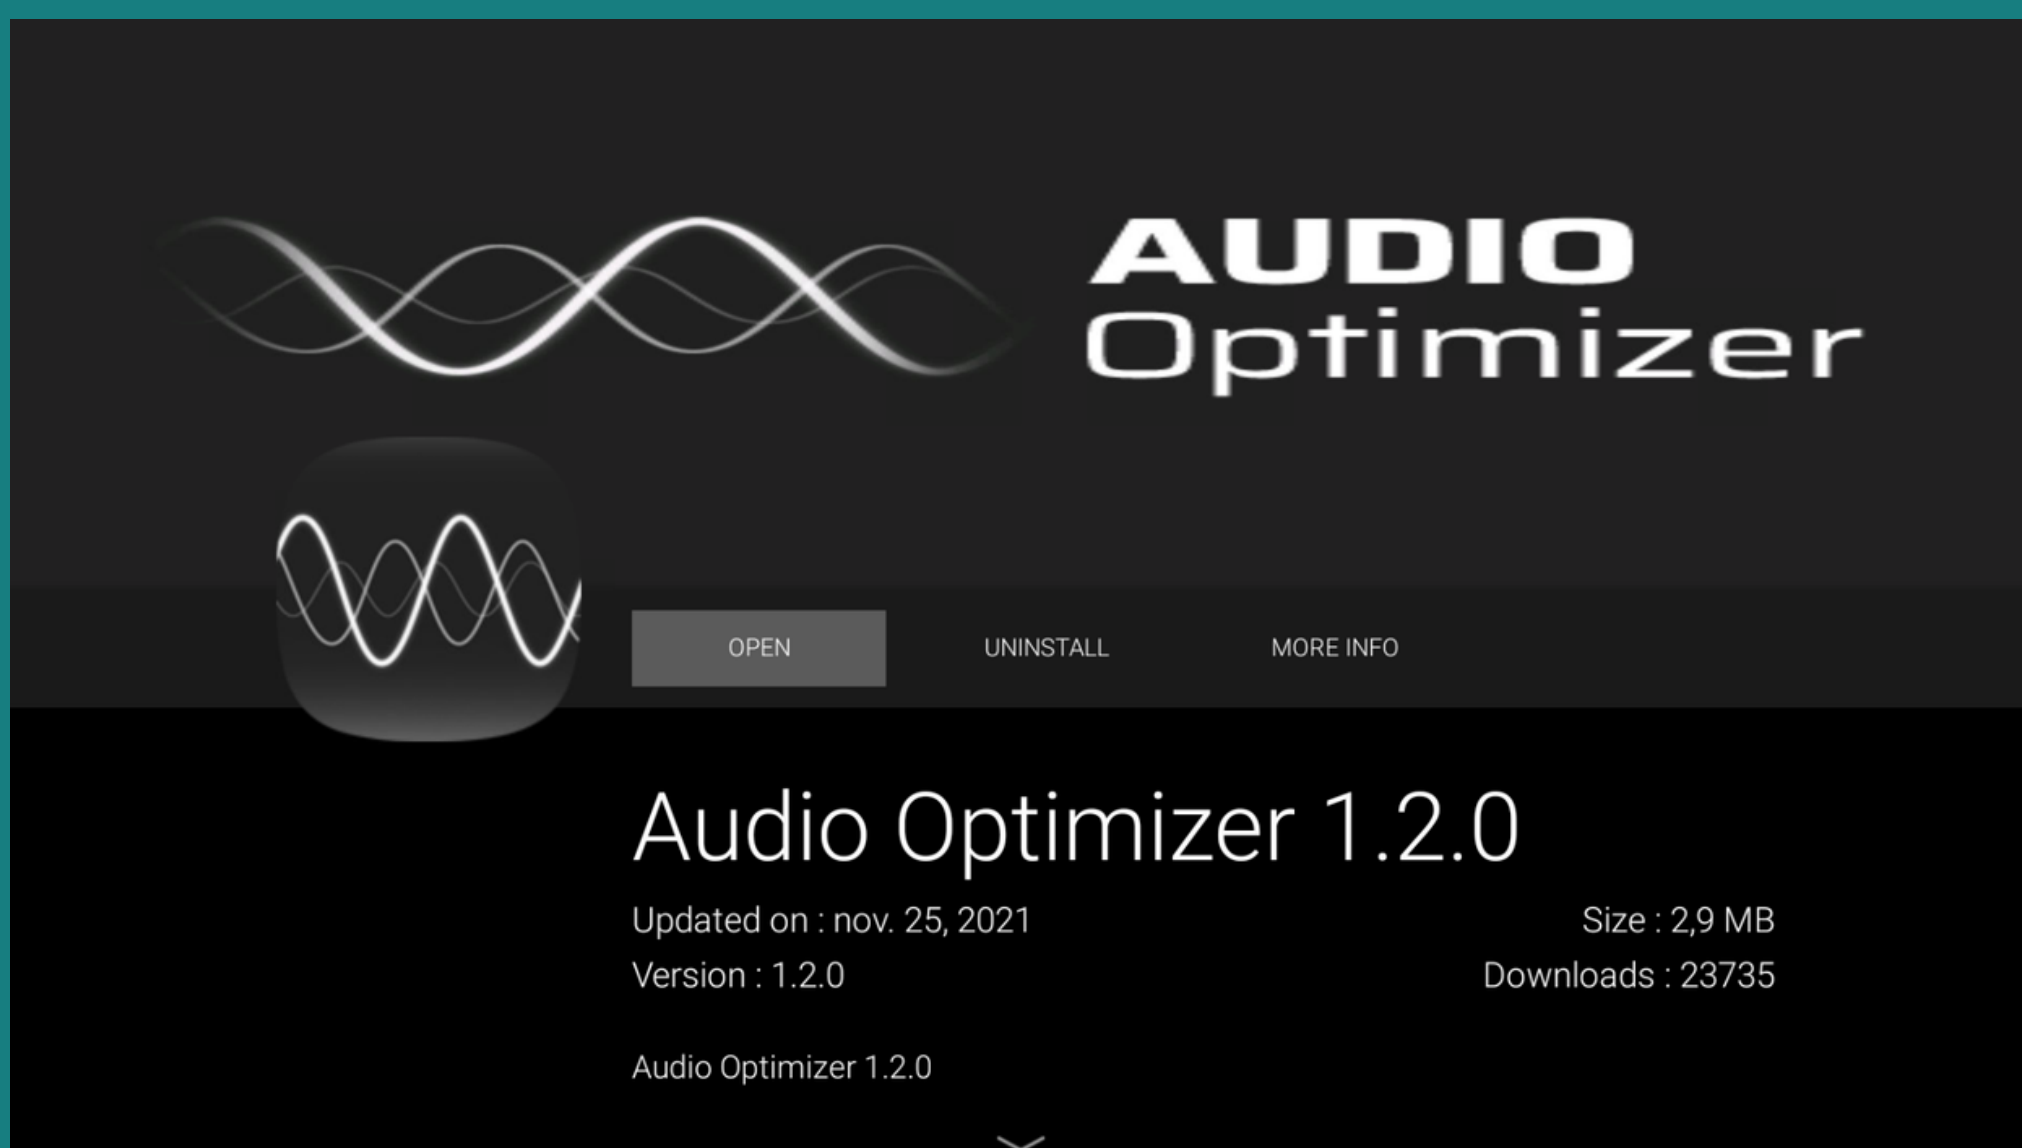 AUDIO
Optimizer
OPEN UNINSTALL MORE INFO
Audio Optimizer 1.2.0
Updated on : nov. 25, 2021 Size : 2,9 MB
Version : 1.2.0 Downloads : 23735
Audio Optimizer 1.2.0